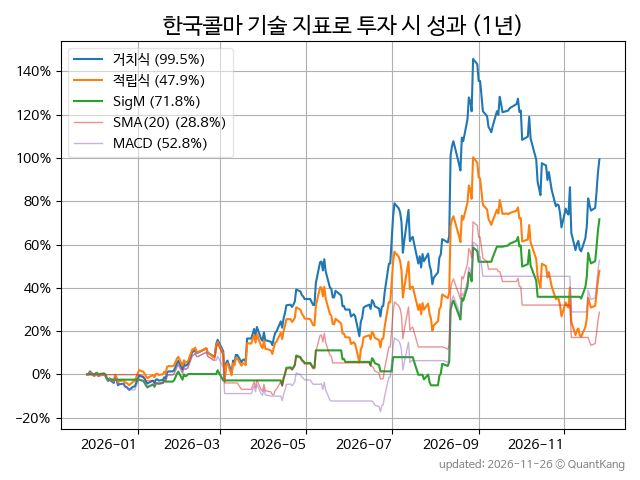 한국콜마 기술 지표로 투자 시 성과 (1년)
거치식 (99.5%)
적립식 (47.9%)
SigM (71.8%)
SMA(20) (28.8%)
MACD (52.8%)
140%
120%
100%
80%
60%
40%
20%
0%
−20%
2026−01 2026−03 2026−05 2026−07 2026−09 2026−11
updated: 2026-11-26 ⓒ QuantKang